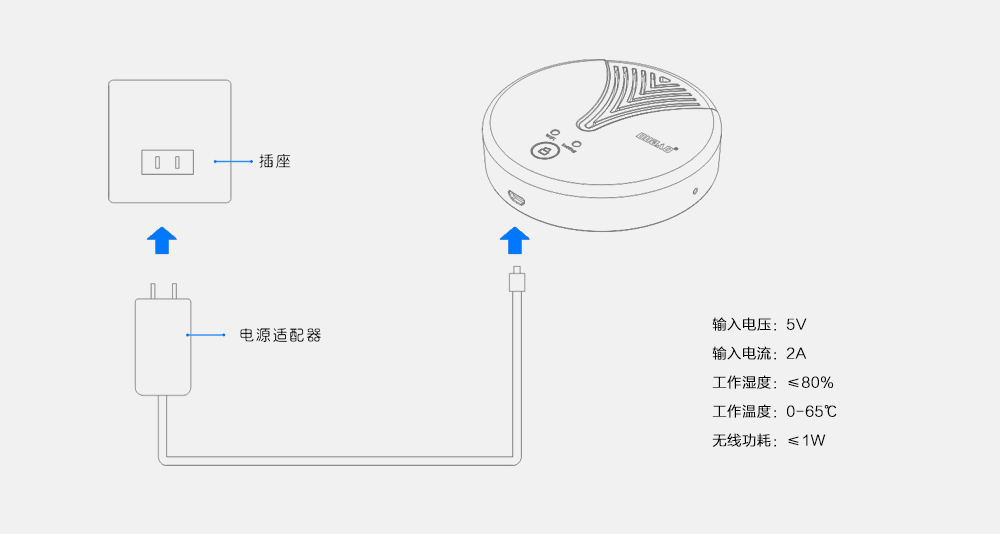 插座
WiFi
电源适配器
输入电压：5V
输入电流：2A
工作湿度：≤80%
工作温度：0-65℃
无线功耗：≤1W